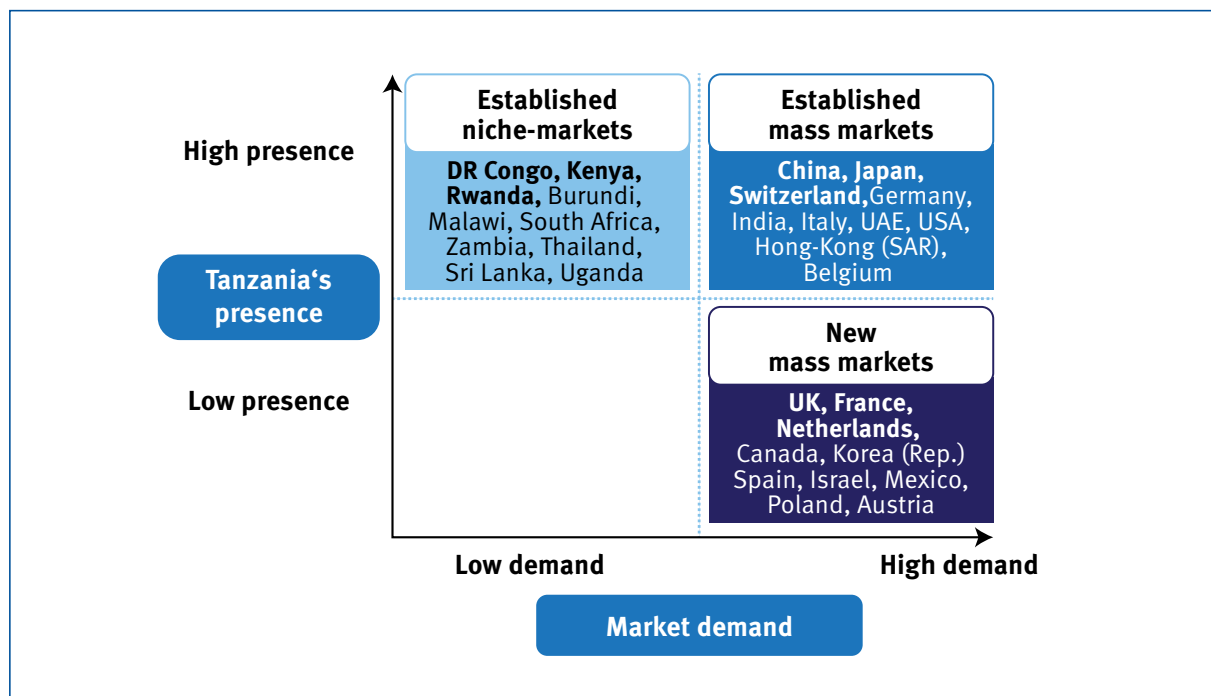 Established
niche-markets
Established
mass markets
High presence
DR Congo, Kenya,
Rwanda, Burundi,
Malawi, South Africa,
Zambia, Thailand,
Sri Lanka, Uganda
China, Japan,
Switzerland,Germany,
India, Italy, UAE, USA,
Hong-Kong (SAR),
Belgium
Tanzania‘s
presence
New
mass markets
Low presence
UK, France,
Netherlands,
Canada, Korea (Rep.)
Spain, Israel, Mexico,
Poland, Austria
Low demand
High demand
Market demand